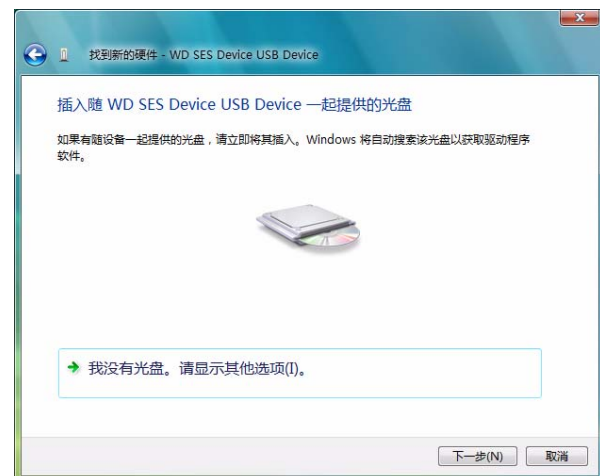 找到新的硬件 - WD SES Device USB Device
插入随 WD SES Device USB Device 一起提供的光盘
如果有随设备一起提供的光盘，请立即将其插入。Windows 将自动搜索该光盘以获取驱动程序
软件。
我没有光盘。请显示其他选项(I)。
下一步(N) 取消